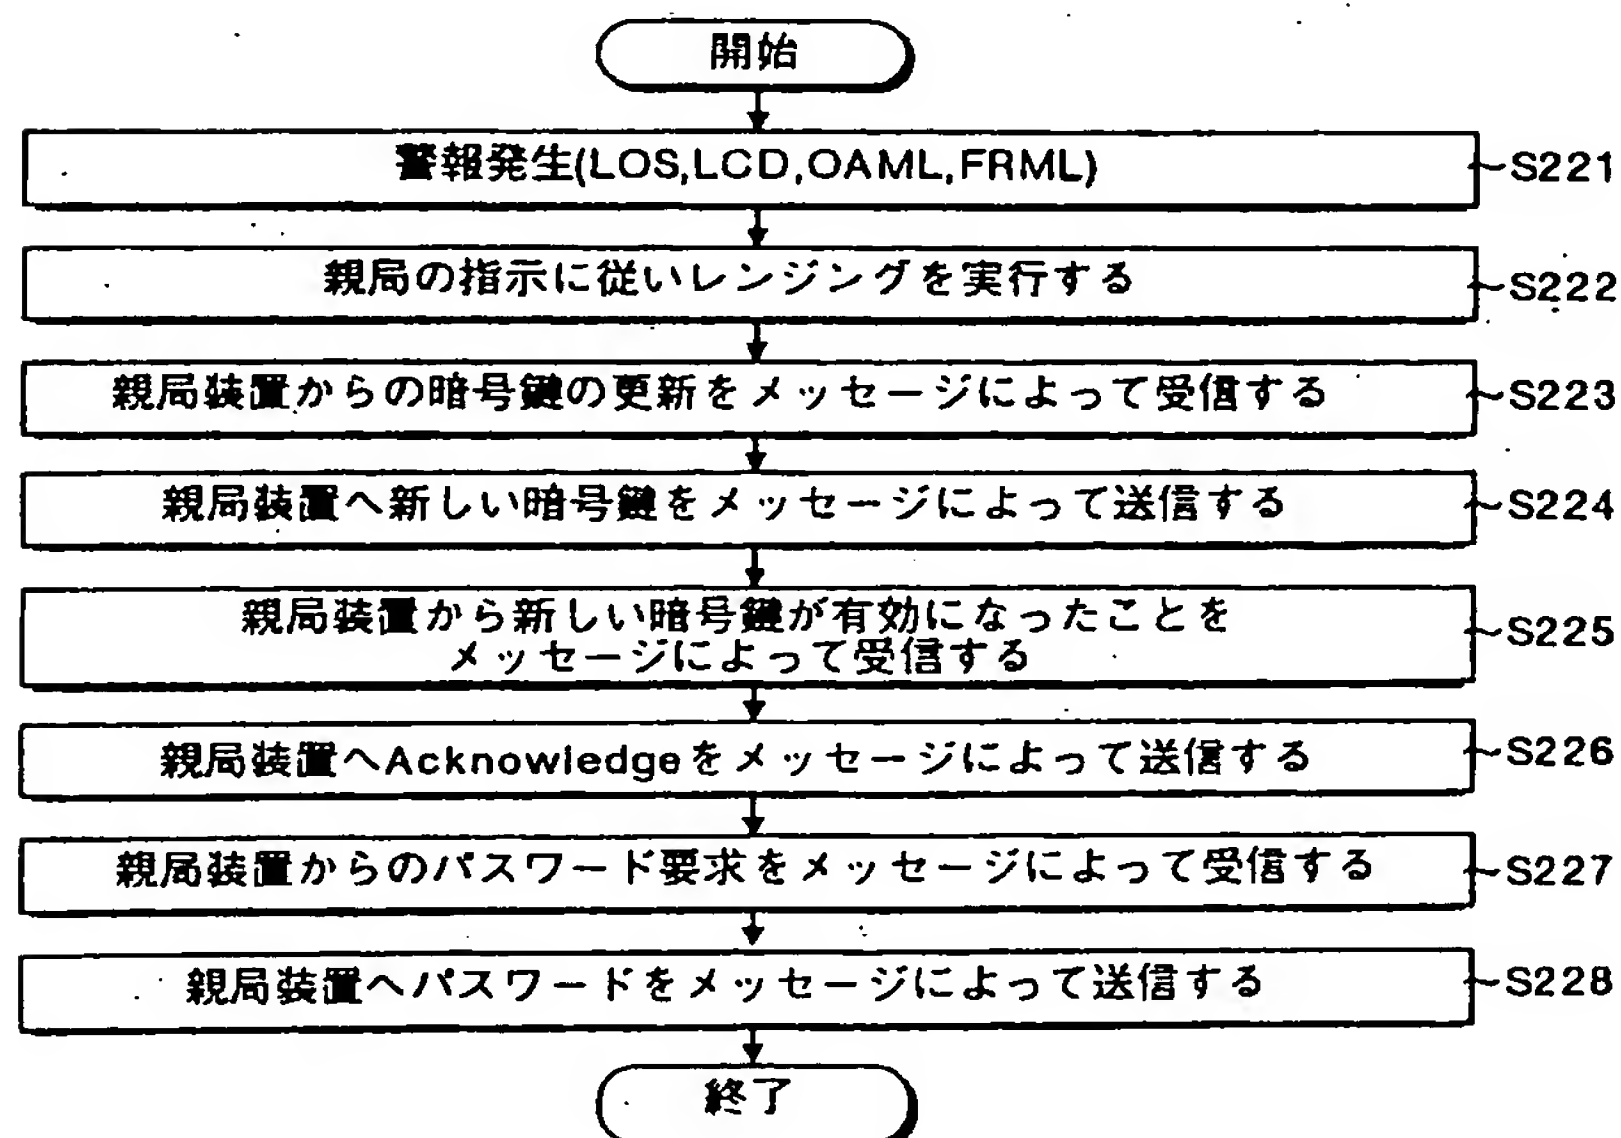 開始
警報発生(LOS,LCD,OAML,FRML)
S221
親局の指示に従いレンジングを実行する
S222
親局装置からの暗号鍵の更新をメッセージによって受信する
S223
親局装置へ新しい暗号鍵をメッセージによって送信する
S224
親局装置から新しい暗号鍵が有効になったことを
メッセージによって受信する
S225
親局装置へAcknowledgeをメッセージによって送信する
S226
親局装置からのパスワード要求をメッセージによって受信する
S227
親局装置へパスワードをメッセージによって送信する
S228
終了